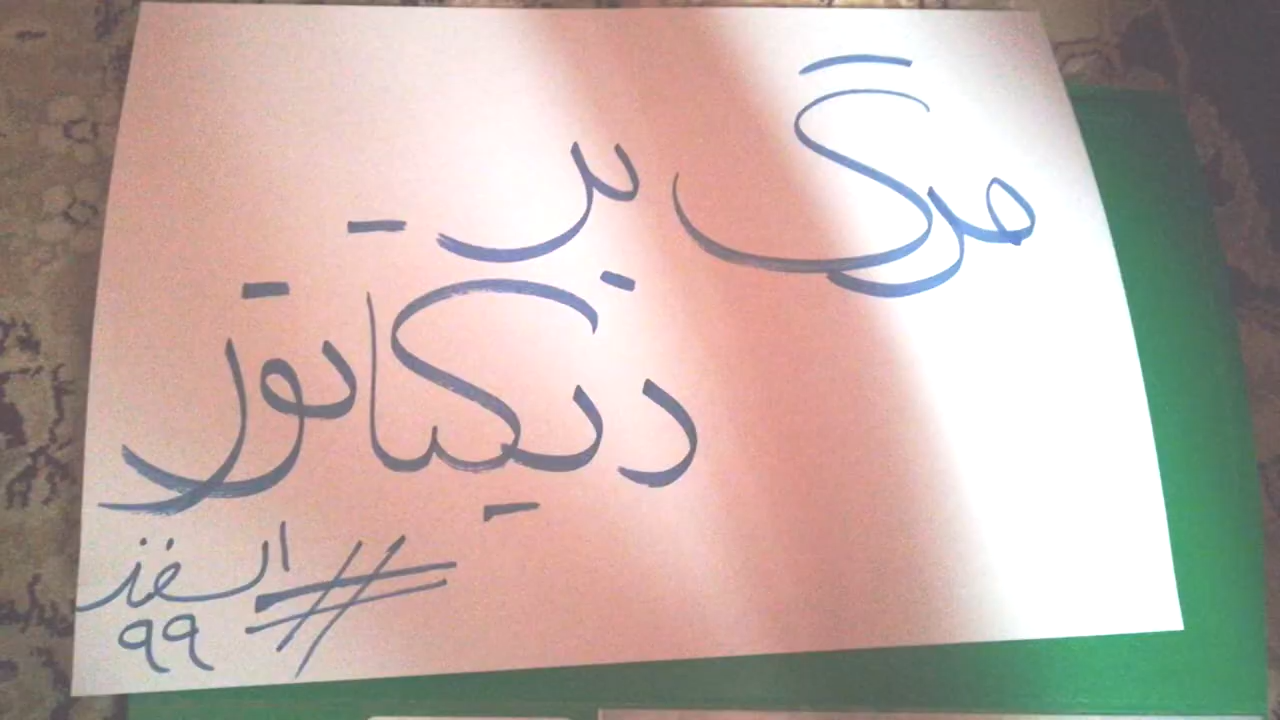 مرگ بر
دیکتاتور
#اسفند
۹۹